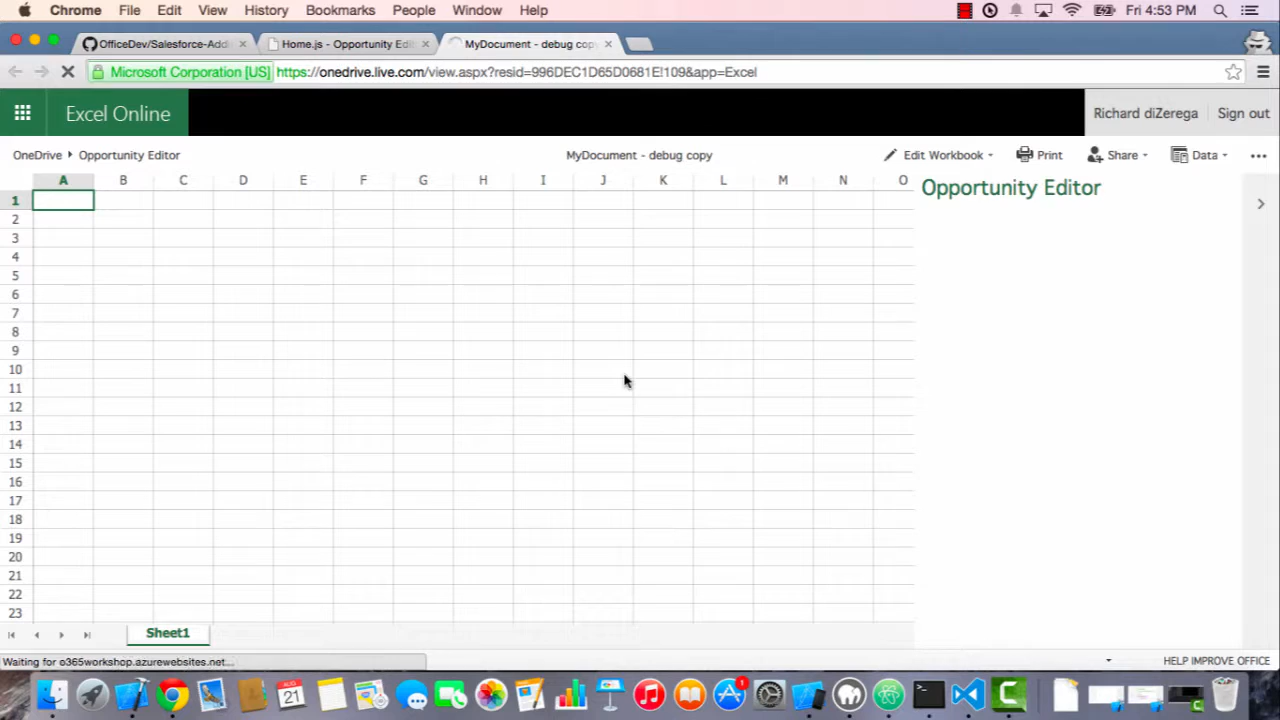 Chrome File Edit View History Bookmarks People Window Help Fri 4:53 PM
OfficeDev/Salesforce-Addi
Home.js - Opportunity Edit
MyDocument - debug cop
Microsoft Corporation [US] https://onedrive.live.com/view.aspx?resid=996DEC1D65D0681E!109&app=Excel
Excel Online
Richard diZerega Sign out
OneDrive Opportunity Editor
MyDocument - debug copy
Edit Workbook Print Share Data ...
A B C D E F G H I J K L M N O
Opportunity Editor
1
2
3
4
5
6
7
8
9
10
11
12
13
14
15
16
17
18
19
20
21
22
23
Sheet1
Waiting for o365workshop.azurewebsites.net...
HELP IMPROVE OFFICE
AUG
21
1